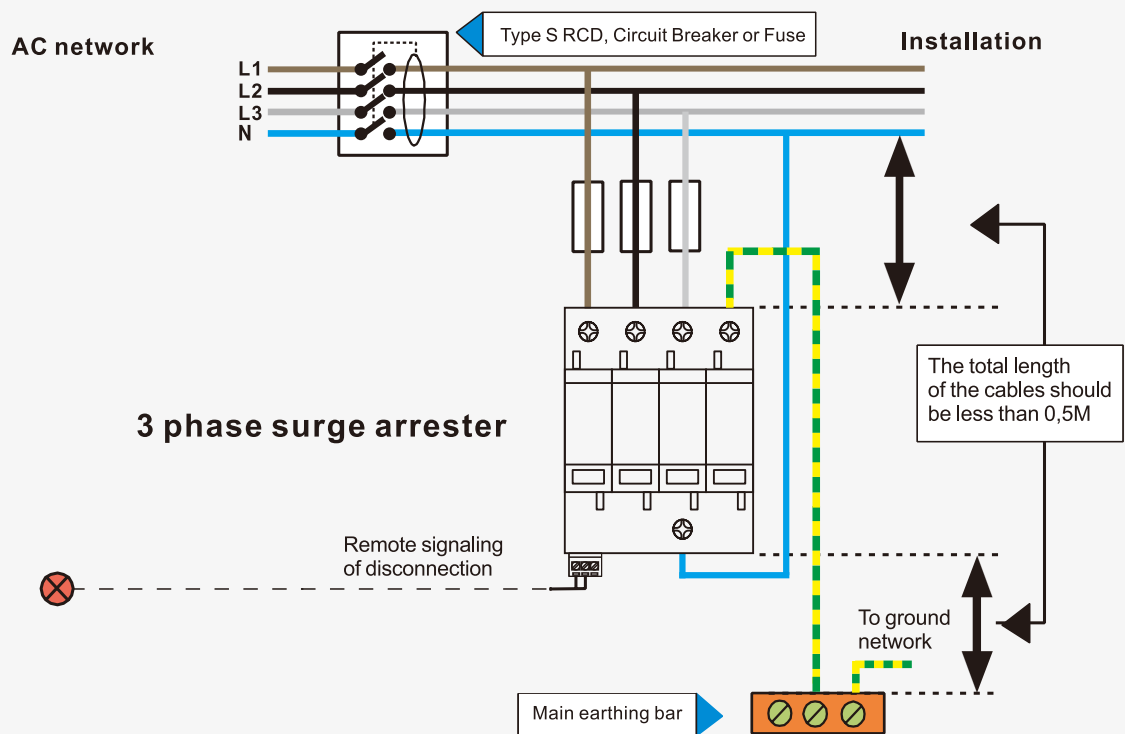 AC network
Type S RCD, Circuit Breaker or Fuse
Installation
L1
L2
L3
N
The total length
of the cables should
be less than 0,5M
3 phase surge arrester
Remote signaling
of disconnection
To ground
network
Main earthing bar